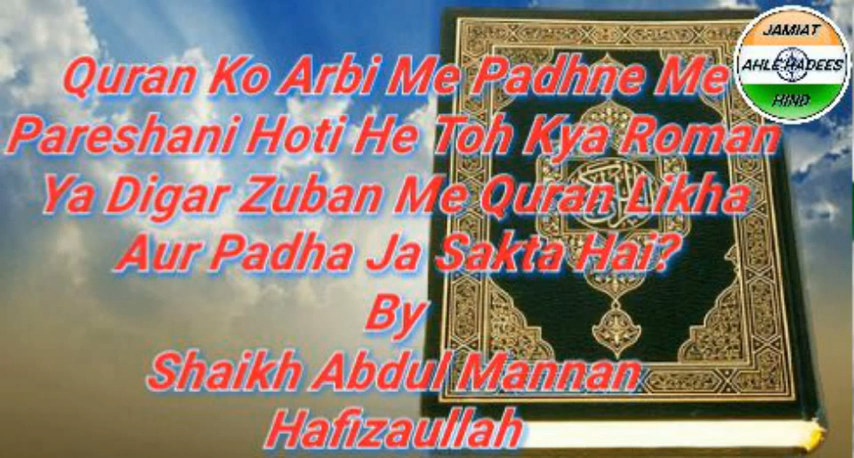 JAMIAT
AHLE HADEES
HIND
Quran Ko Arbi Me Padhne Me
Pareshani Hoti He Toh Kya Roman
Ya Digar Zuban Me Quran Likha
Aur Padha Ja Sakta Hai?
By
Shaikh Abdul Mannan
Hafizaullah